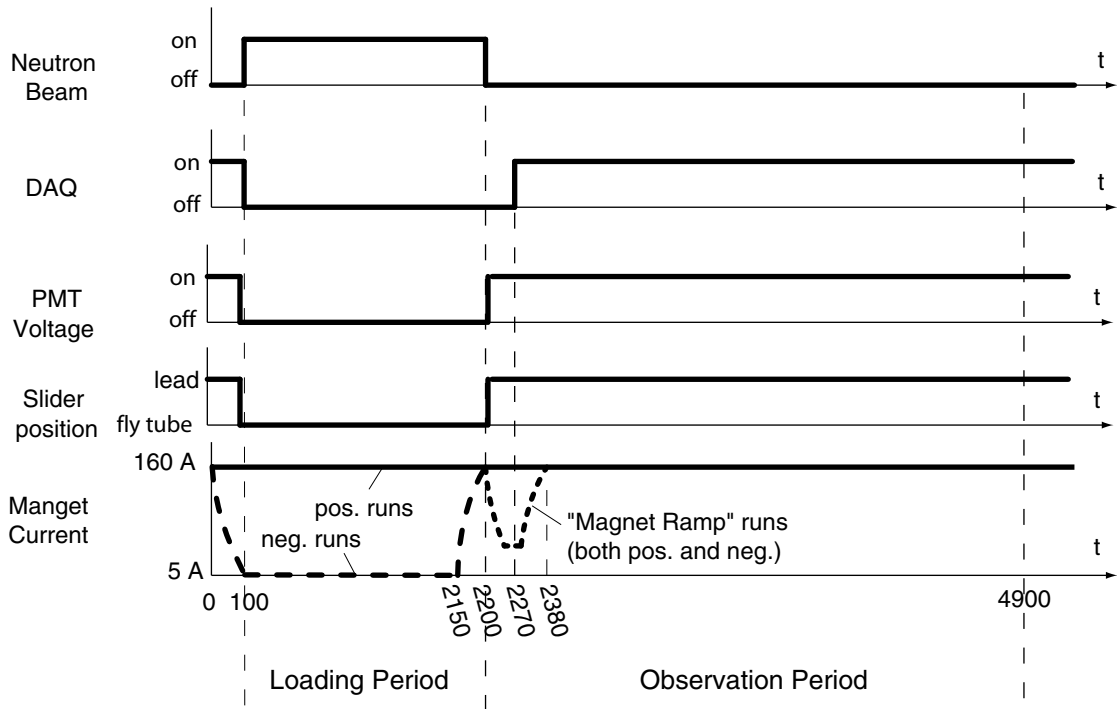 Neutron
Beam
on
off
t
DAQ
on
off
t
PMT
Voltage
on
off
t
Slider
position
lead
fly tube
t
Manget
Current
160 A
5 A
pos. runs
neg. runs
"Magnet Ramp" runs
(both pos. and neg.)
t
0
100
2150
2200
2270
2380
4900
Loading Period
Observation Period